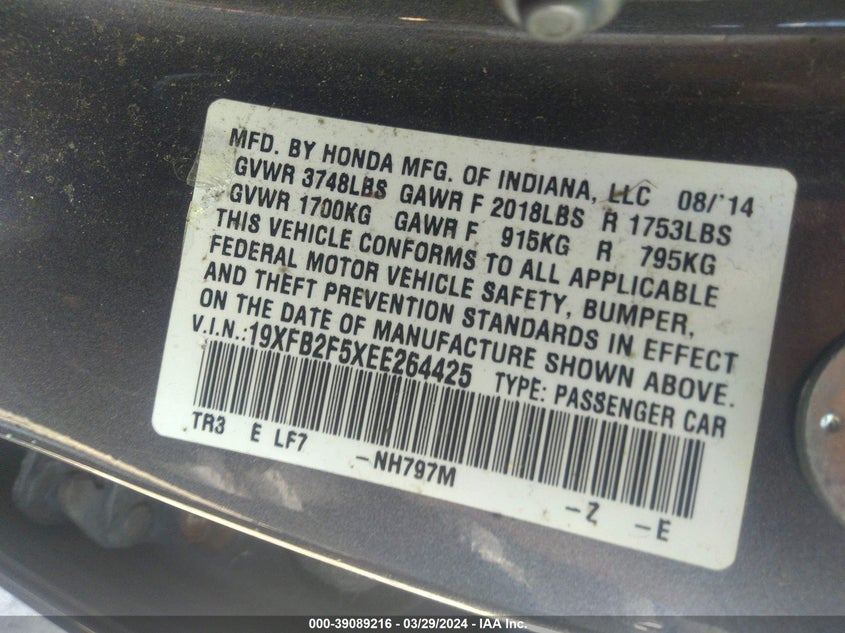 MFD. BY HONDA MFG. OF INDIANA, LLC 08/'14
GVWR 3748LBS GAWR F 2018LBS R 1753LBS
GVWR 1700KG GAWR F 915KG R 795KG
THIS VEHICLE CONFORMS TO ALL APPLICABLE
FEDERAL MOTOR VEHICLE SAFETY, BUMPER,
AND THEFT PREVENTION STANDARDS IN EFFECT
ON THE DATE OF MANUFACTURE SHOWN ABOVE.
V.I.N.:19XFB2F5XEE264425 TYPE: PASSENGER CAR
TR3 E LF7 -NH797M -Z -E
000-39089216 - 03/29/2024 - IAA Inc.